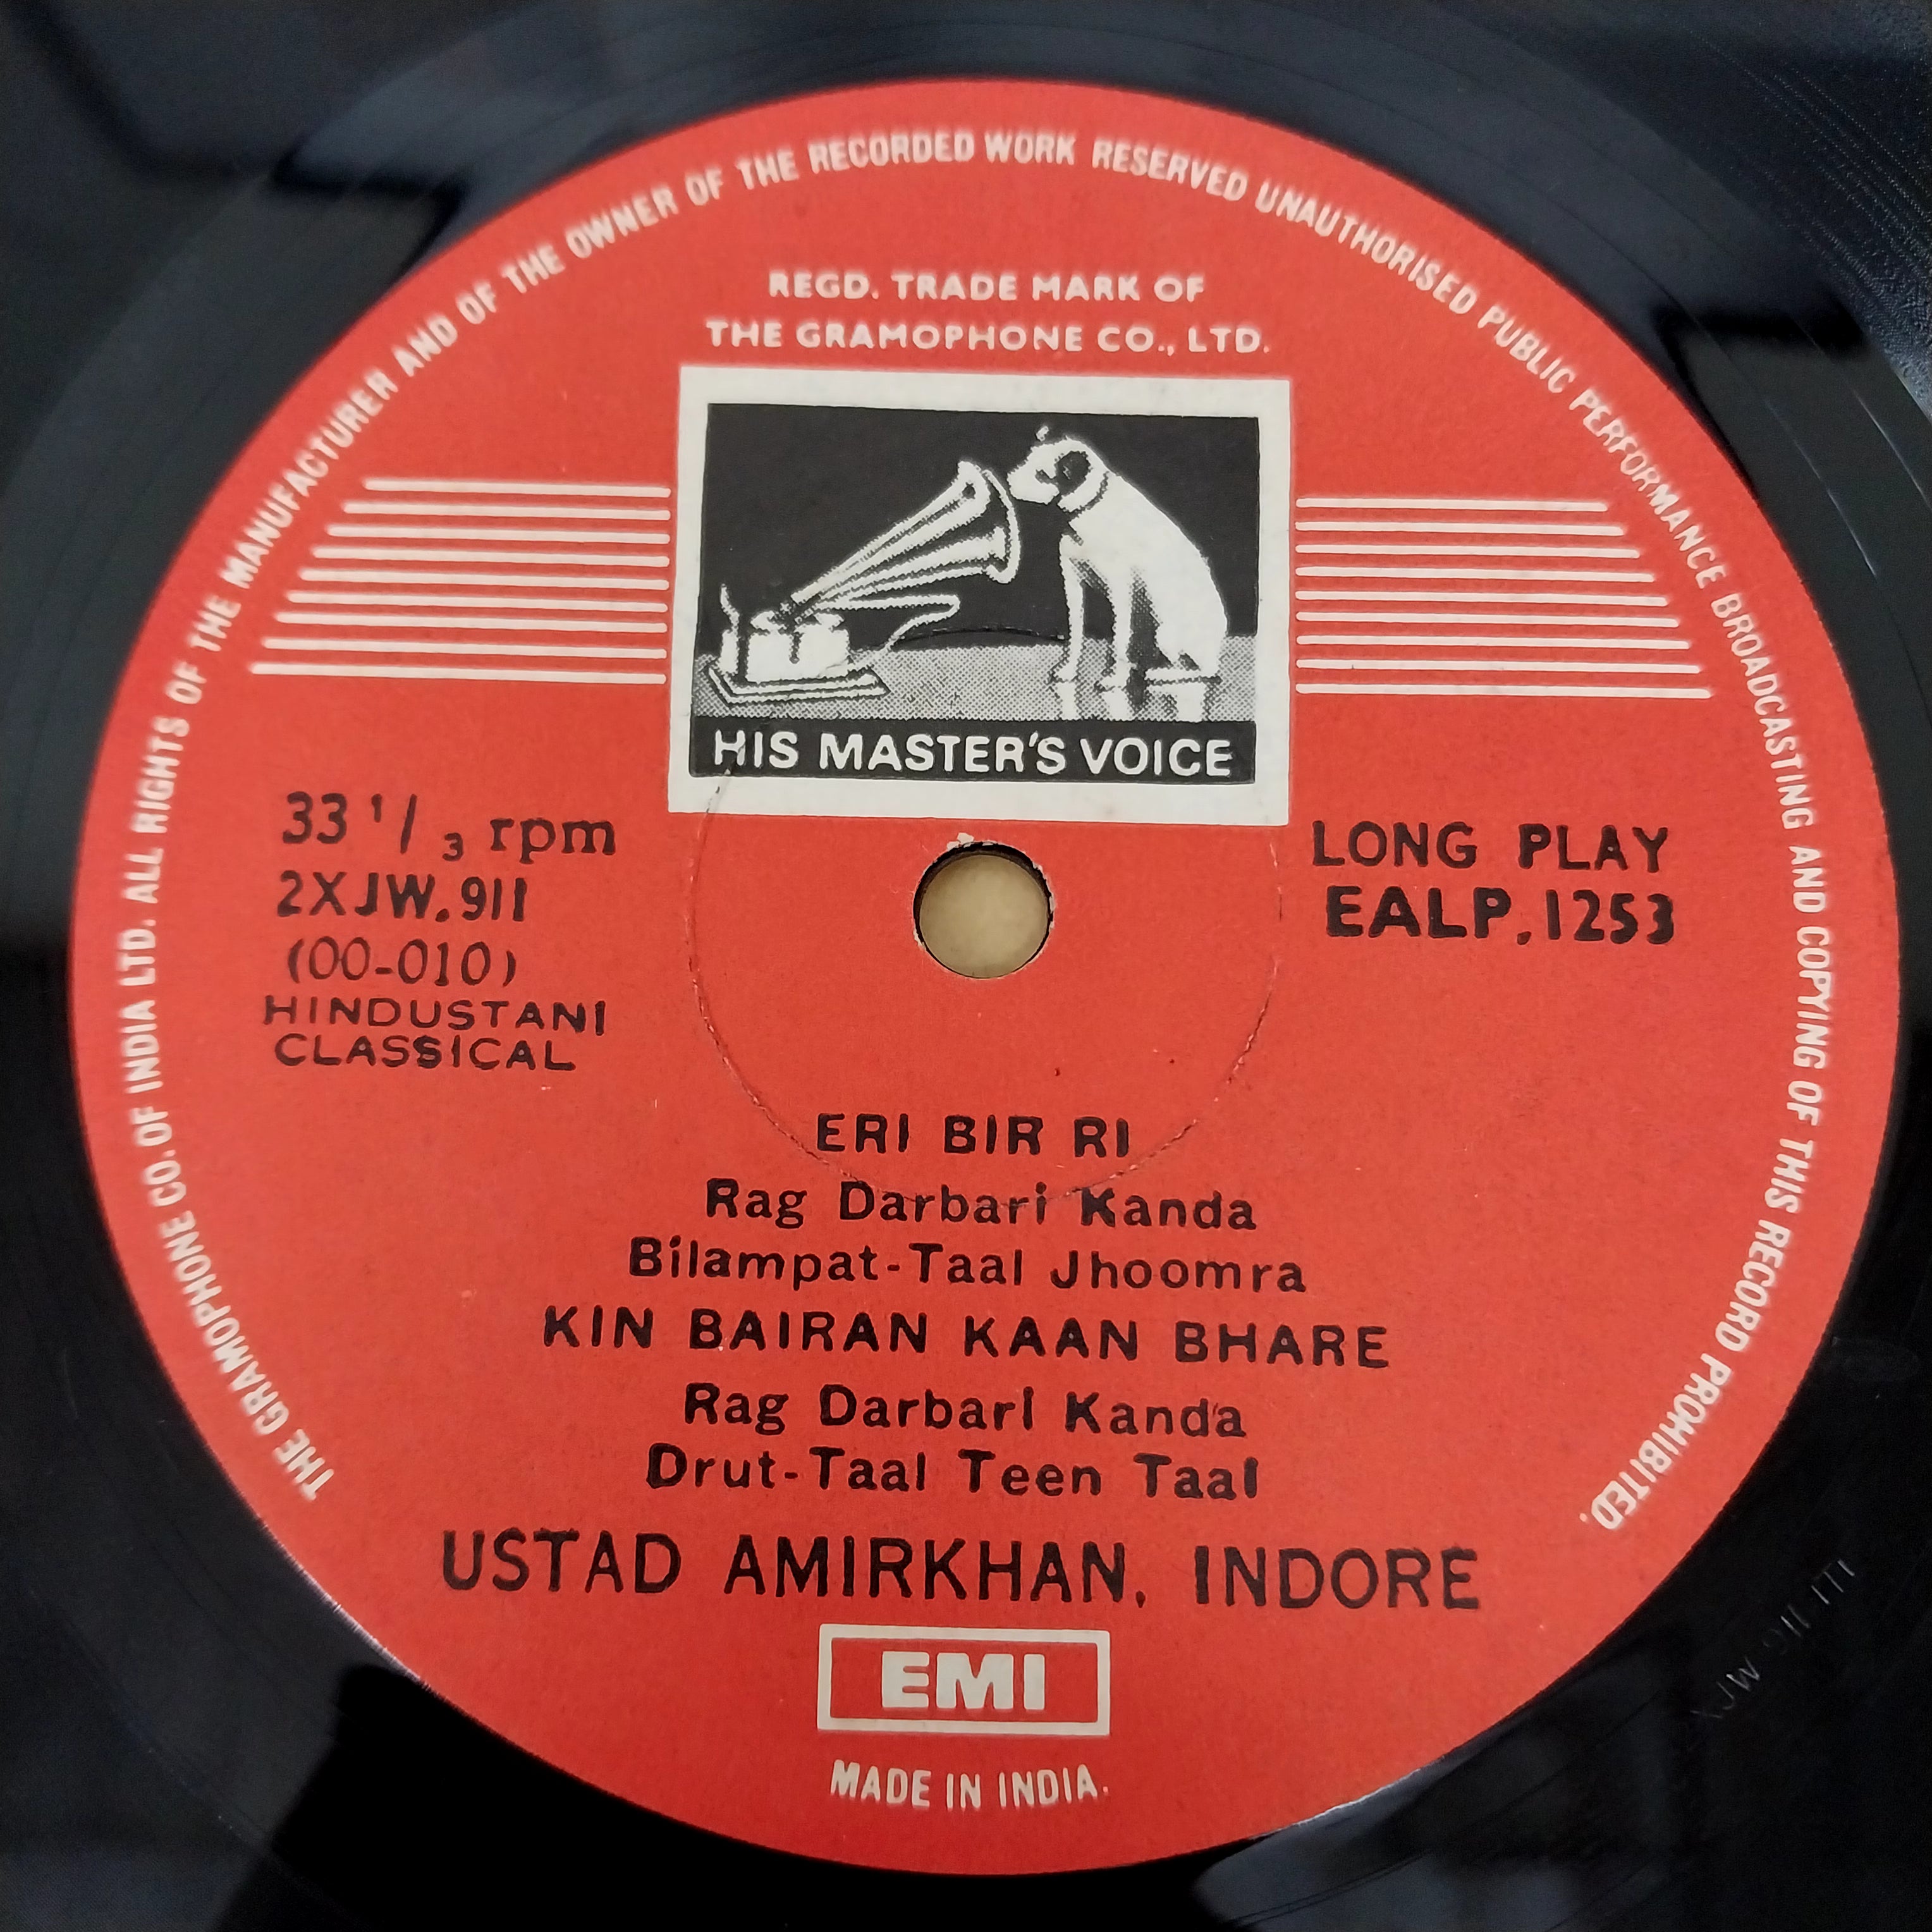 THE GRAMOPHONE CO. OF INDIA LTD. ALL RIGHTS OF THE MANUFACTURER AND OF THE OWNER OF THE RECORDED WORK RESERVED UNAUTHORISED PUBLIC PERFORMANCE BROADCASTING AND COPYING OF THIS RECORD PROHIBITED.
REGD. TRADE MARK OF
THE GRAMOPHONE CO., LTD.
HIS MASTER'S VOICE
33 1/3 rpm
2XJW.911
(00-010)
HINDUSTANI
CLASSICAL
LONG PLAY
EALP.1253
ERI BIR RI
Rag Darbari Kanda
Bilampat-Taal Jhoomra
KIN BAIRAN KAAN BHARE
Rag Darbari Kanda
Drut-Taal Teen Taal
USTAD AMIRKHAN, INDORE
EMI
MADE IN INDIA.